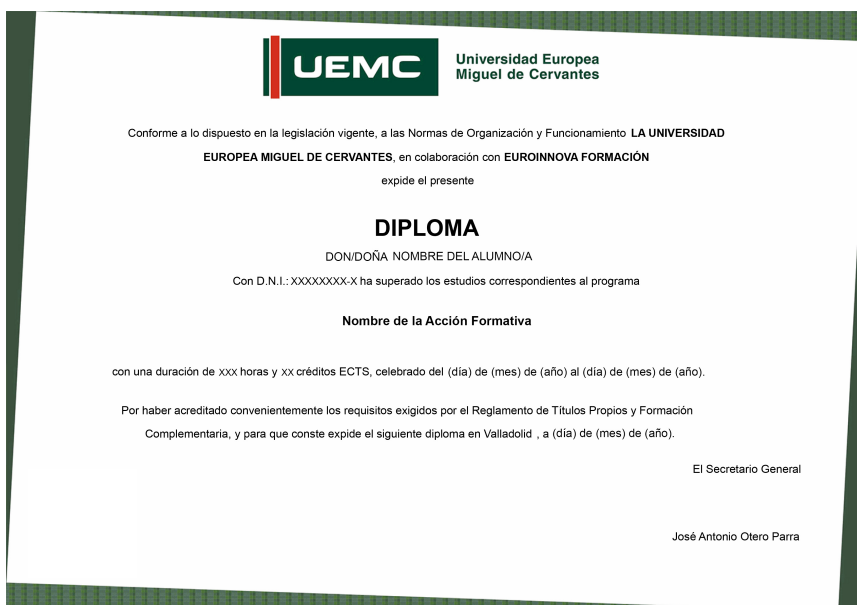 UEMC
Universidad Europea
Miguel de Cervantes
Conforme a lo dispuesto en la legislación vigente, a las Normas de Organización y Funcionamiento LA UNIVERSIDAD
EUROPEA MIGUEL DE CERVANTES, en colaboración con EUROINNOVA FORMACIÓN
expide el presente
DIPLOMA
DON/DOÑA NOMBRE DEL ALUMNO/A
Con D.N.I.: XXXXXXXX-X ha superado los estudios correspondientes al programa
Nombre de la Acción Formativa
con una duración de XXX horas y XX créditos ECTS, celebrado del (día) de (mes) de (año) al (día) de (mes) de (año).
Por haber acreditado convenientemente los requisitos exigidos por el Reglamento de Títulos Propios y Formación
Complementaria, y para que conste expide el siguiente diploma en Valladolid , a (día) de (mes) de (año).
El Secretario General
José Antonio Otero Parra